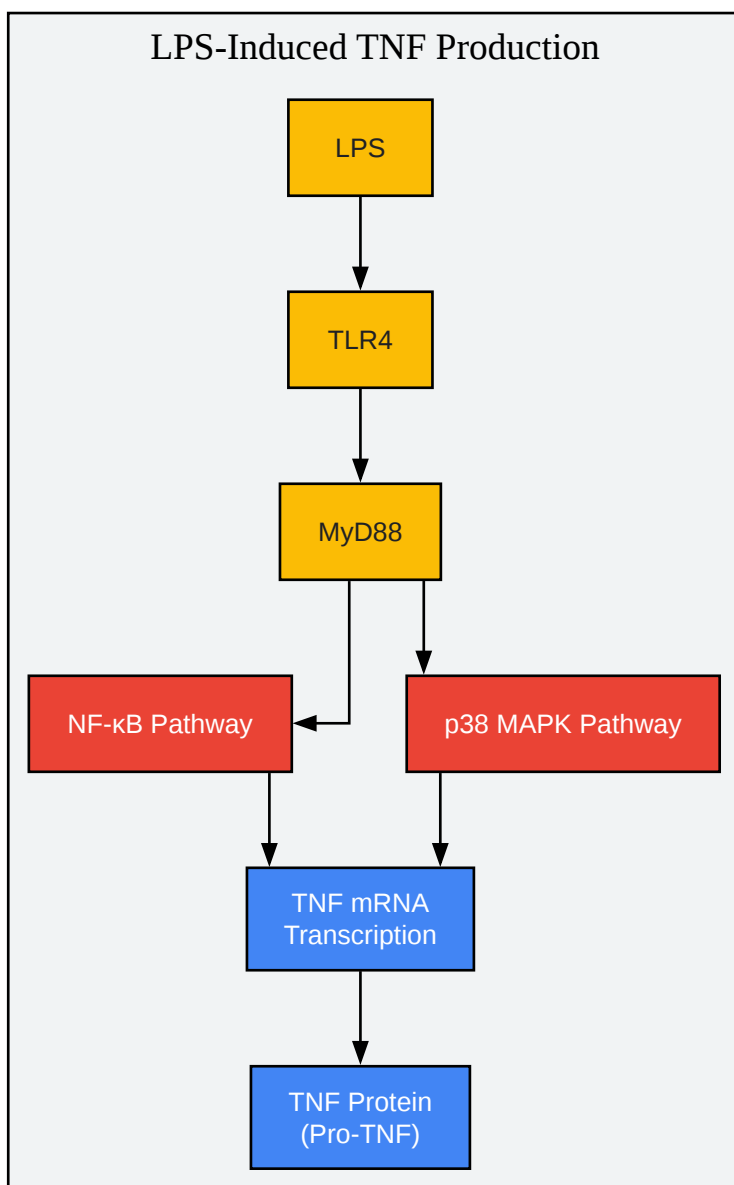 LPS-Induced TNF Production
LPS
TLR4
MyD88
NF-κB Pathway
p38 MAPK Pathway
TNF mRNA
Transcription
TNF Protein
(Pro-TNF)